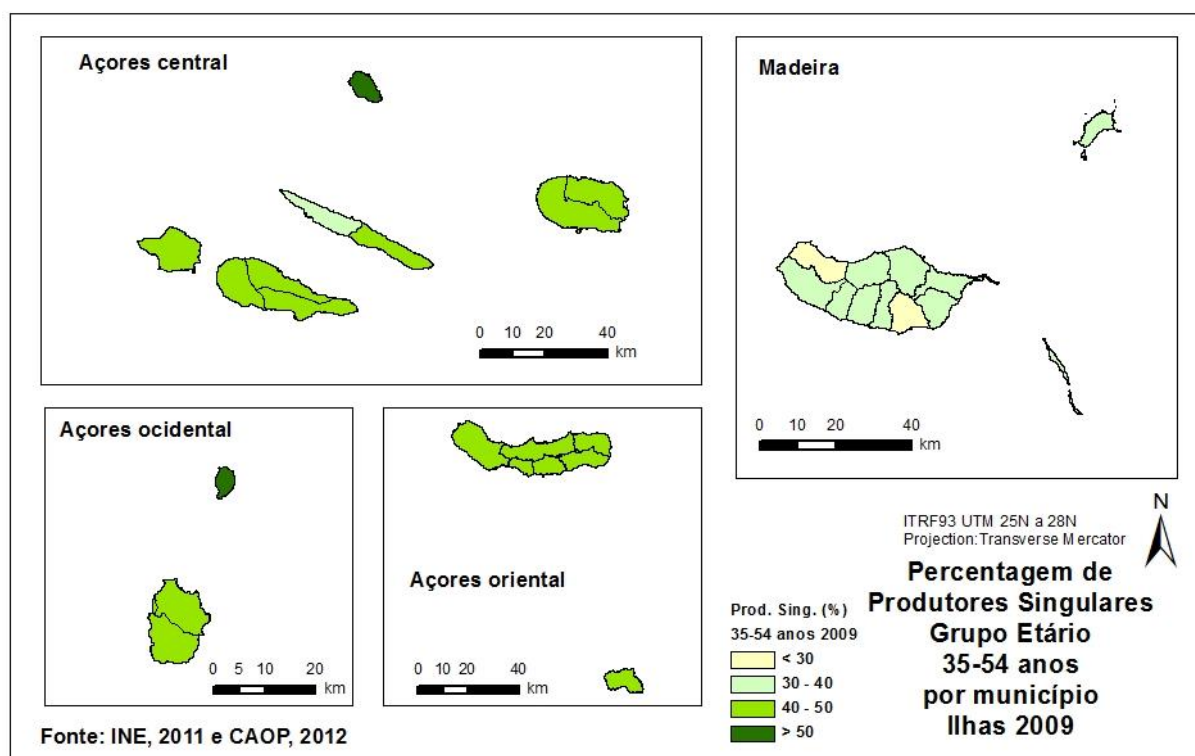 Açores central
0 10 20 40
km
Madeira
0 10 20 40
km
Açores ocidental
0 5 10 20
km
Açores oriental
0 10 20 40
km
ITRF93 UTM 25N a 28N
Projection: Transverse Mercator
N
Percentagem de
Produtores Singulares
Grupo Etário
35-54 anos
por município
Ilhas 2009
Prod. Sing. (%)
35-54 anos 2009
< 30
30 - 40
40 - 50
> 50
Fonte: INE, 2011 e CAOP, 2012